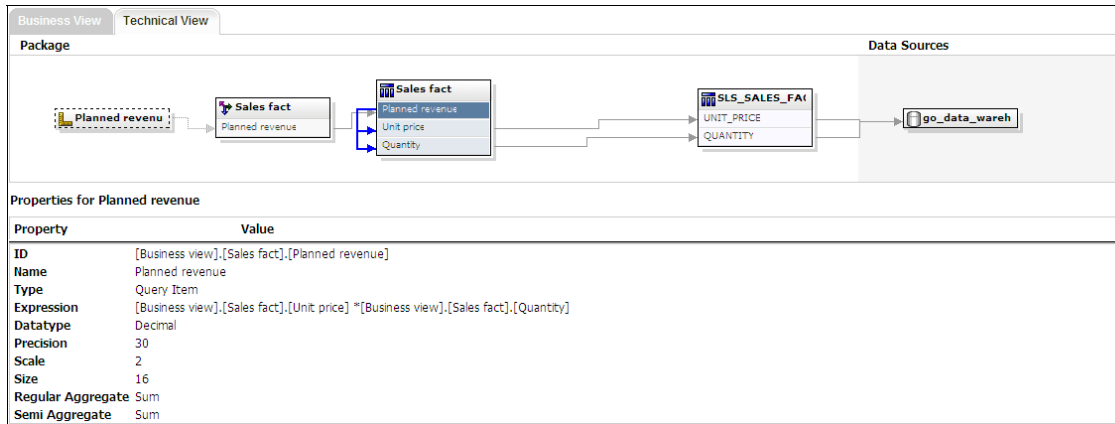 Business View Technical View
Package Data Sources
Planned revenu
Sales fact
Planned revenue
Sales fact
Planned revenue
Unit price
Quantity
SLS_SALES_FA(
UNIT_PRICE
QUANTITY
go_data_wareh
Properties for Planned revenue
Property Value
ID [Business view].[Sales fact].[Planned revenue]
Name Planned revenue
Type Query Item
Expression [Business view].[Sales fact].[Unit price] *[Business view].[Sales fact].[Quantity]
Datatype Decimal
Precision 30
Scale 2
Size 16
Regular Aggregate Sum
Semi Aggregate Sum